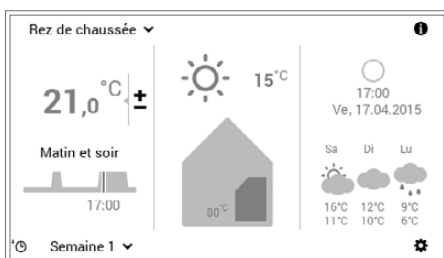 Rez de chaussée
21,0 °C ±
15°C
17:00
Ve, 17.04.2015
Matin et soir
17:00
80°C
Sa Di Lu
16°C 12°C 9°C
11°C 10°C 6°C
Semaine 1